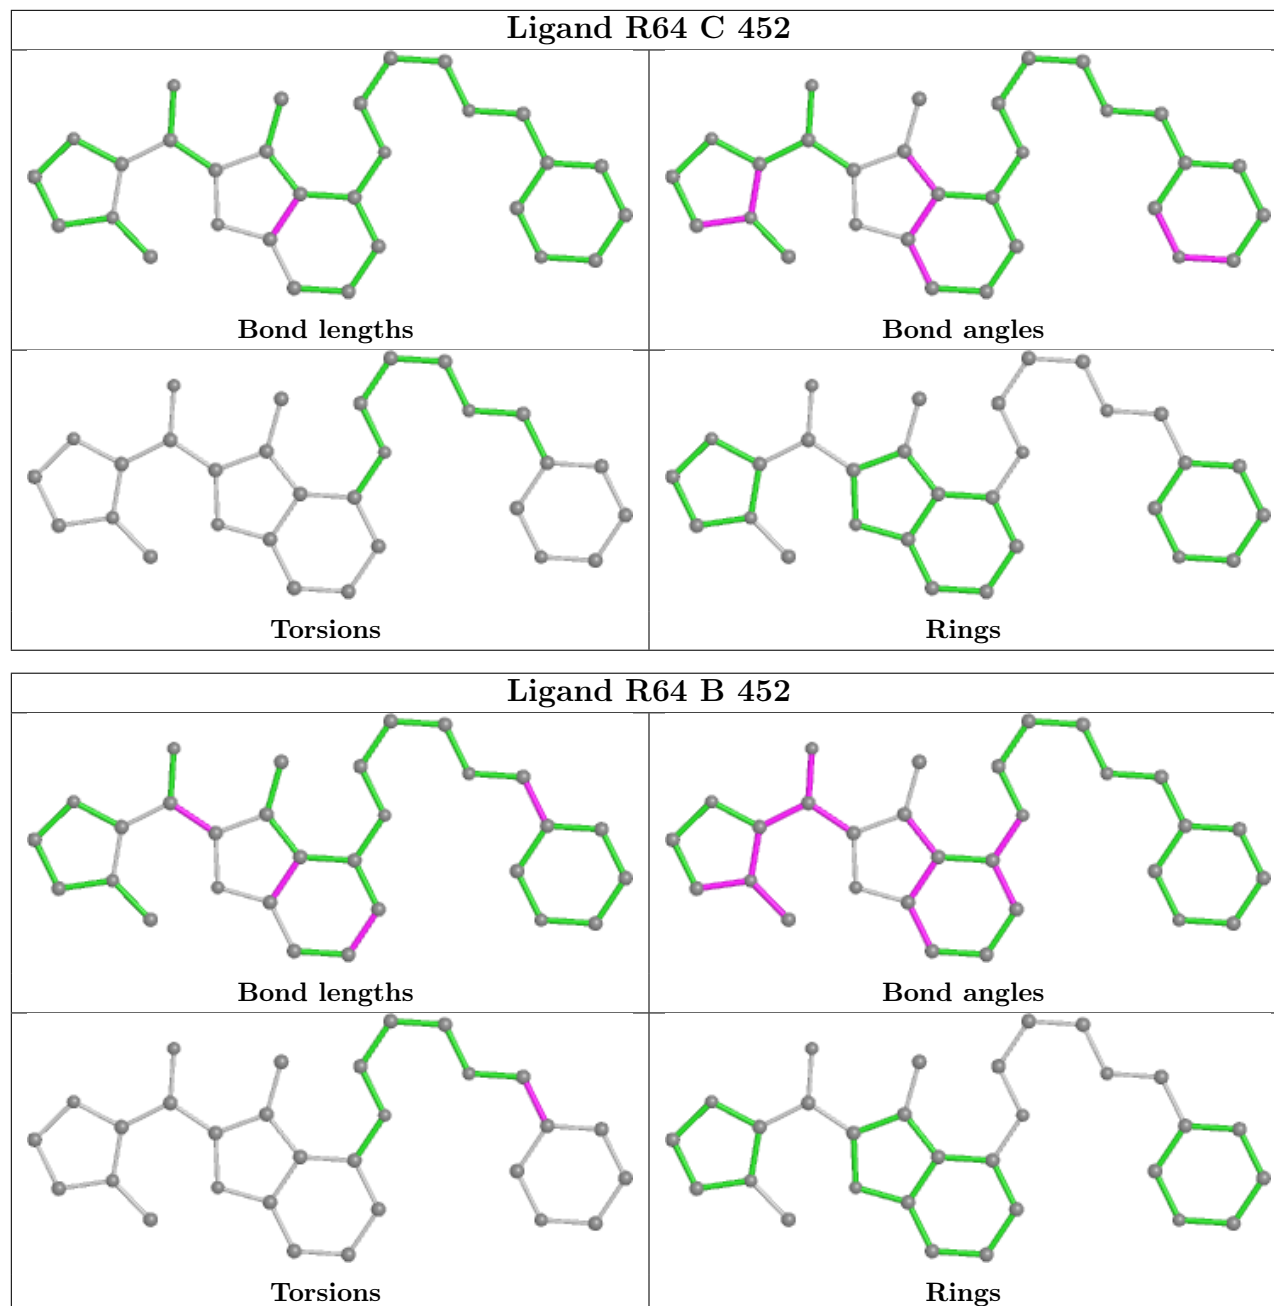 Ligand R64 C 452
Bond lengths
Bond angles
Torsions
Rings
Ligand R64 B 452
Bond lengths
Bond angles
Torsions
Rings